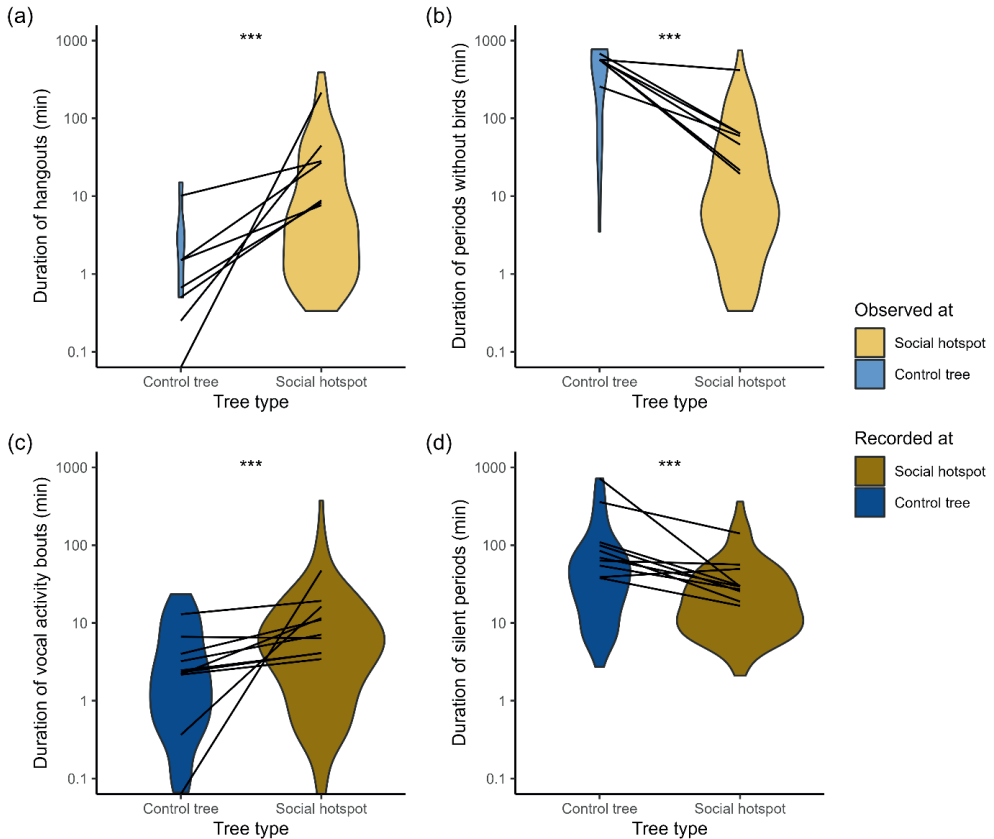 (a)
***
1000
100
10
1
0.1
Duration of hangouts (min)
Control tree
Social hotspot
Tree type
(b)
***
1000
100
10
1
0.1
Duration of periods without birds (min)
Control tree
Social hotspot
Tree type
Observed at
Social hotspot
Control tree
Recorded at
Social hotspot
Control tree
(c)
***
1000
100
10
1
0.1
Duration of vocal activity bouts (min)
Control tree
Social hotspot
Tree type
(d)
***
1000
100
10
1
0.1
Duration of silent periods (min)
Control tree
Social hotspot
Tree type